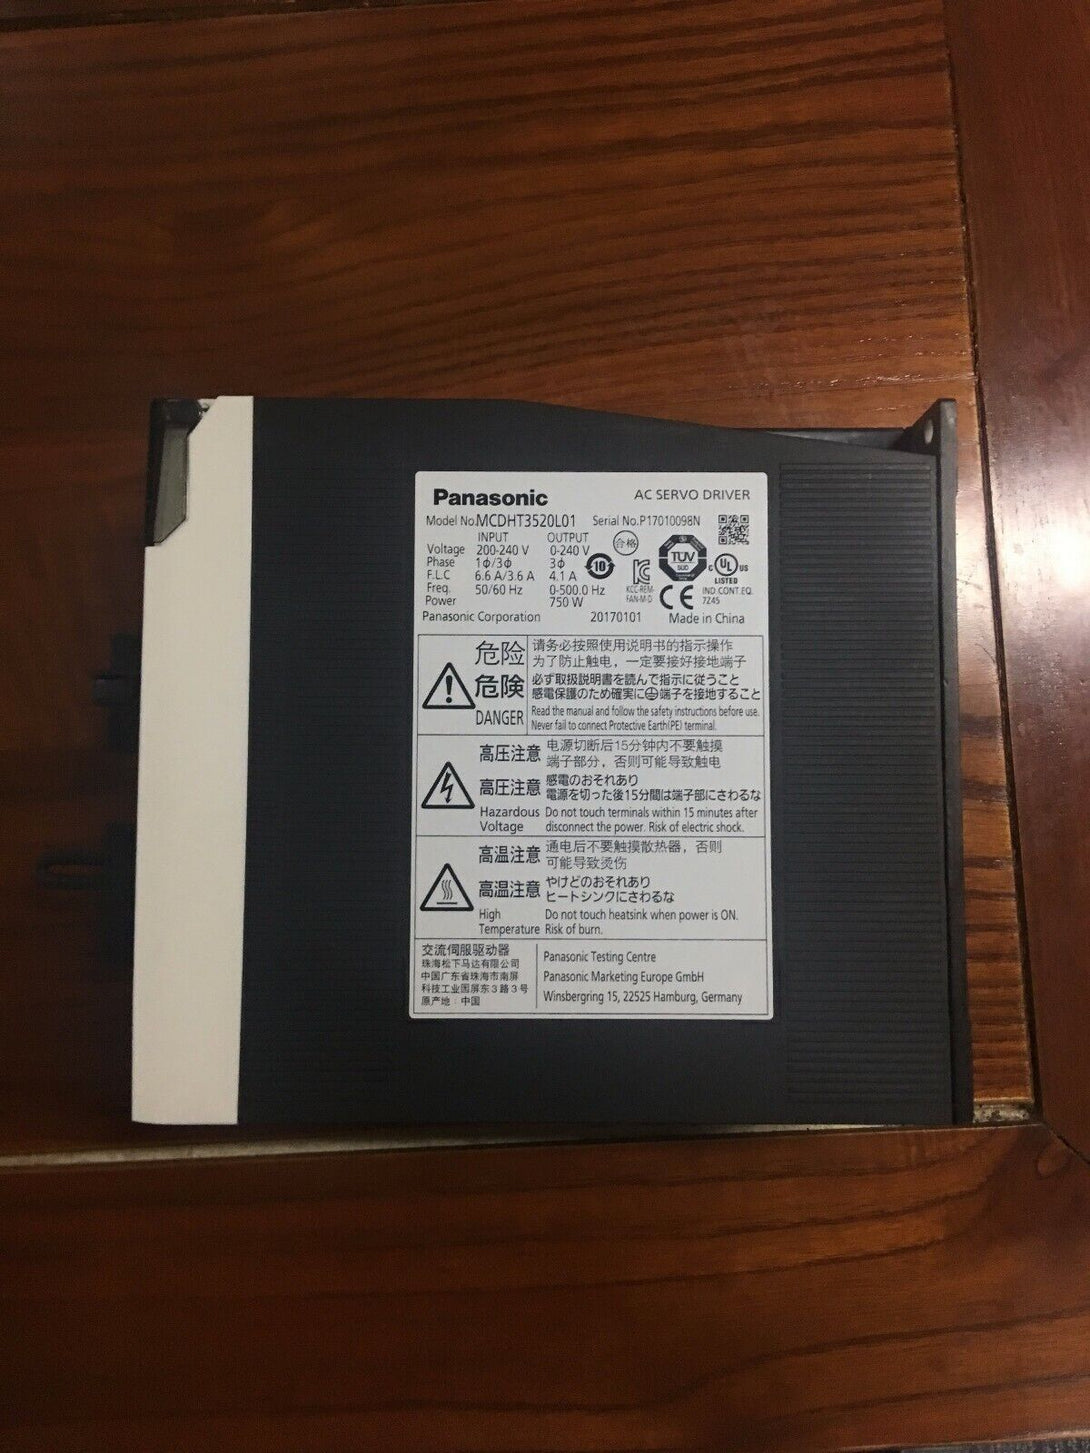 Panasonic AC SERVO DRIVER
Model No.MCDHT3520L01 Serial No.P17010098N
INPUT OUTPUT
Voltage 200-240 V 0-240 V
Phase 1φ/3φ 3φ
F.L.C 6.6 A/3.6 A 4.1 A
Freq. 50/60 Hz 0-500.0 Hz
Power 750 W
合格
10
TUV
SUD
C UL US
LISTED
IND.CONT.EQ.
7245
KCC-REM-
FAN-M-D
CE
Panasonic Corporation 20170101 Made in China
危险 请务必按照使用说明书的指示操作
为了防止触电，一定要接好接地端子
危険 必ず取扱説明書を読んで指示に従うこと
感電保護のため確実に⏚端子を接地すること
DANGER Read the manual and follow the safety instructions before use.
Never fail to connect Protective Earth(PE) terminal.
高压注意 电源切断后15分钟内不要触摸
端子部分，否则可能导致触电
高圧注意 感電のおそれあり
電源を切った後15分間は端子部にさわるな
Hazardous Do not touch terminals within 15 minutes after
Voltage disconnect the power. Risk of electric shock.
高温注意 通电后不要触摸散热器，否则
可能导致烫伤
高温注意 やけどのおそれあり
ヒートシンクにさわるな
High Do not touch heatsink when power is ON.
Temperature Risk of burn.
交流伺服驱动器
珠海松下马达有限公司
中国广东省珠海市南屏
科技工业园屏东3路3号
原产地：中国
Panasonic Testing Centre
Panasonic Marketing Europe GmbH
Winsbergring 15, 22525 Hamburg, Germany